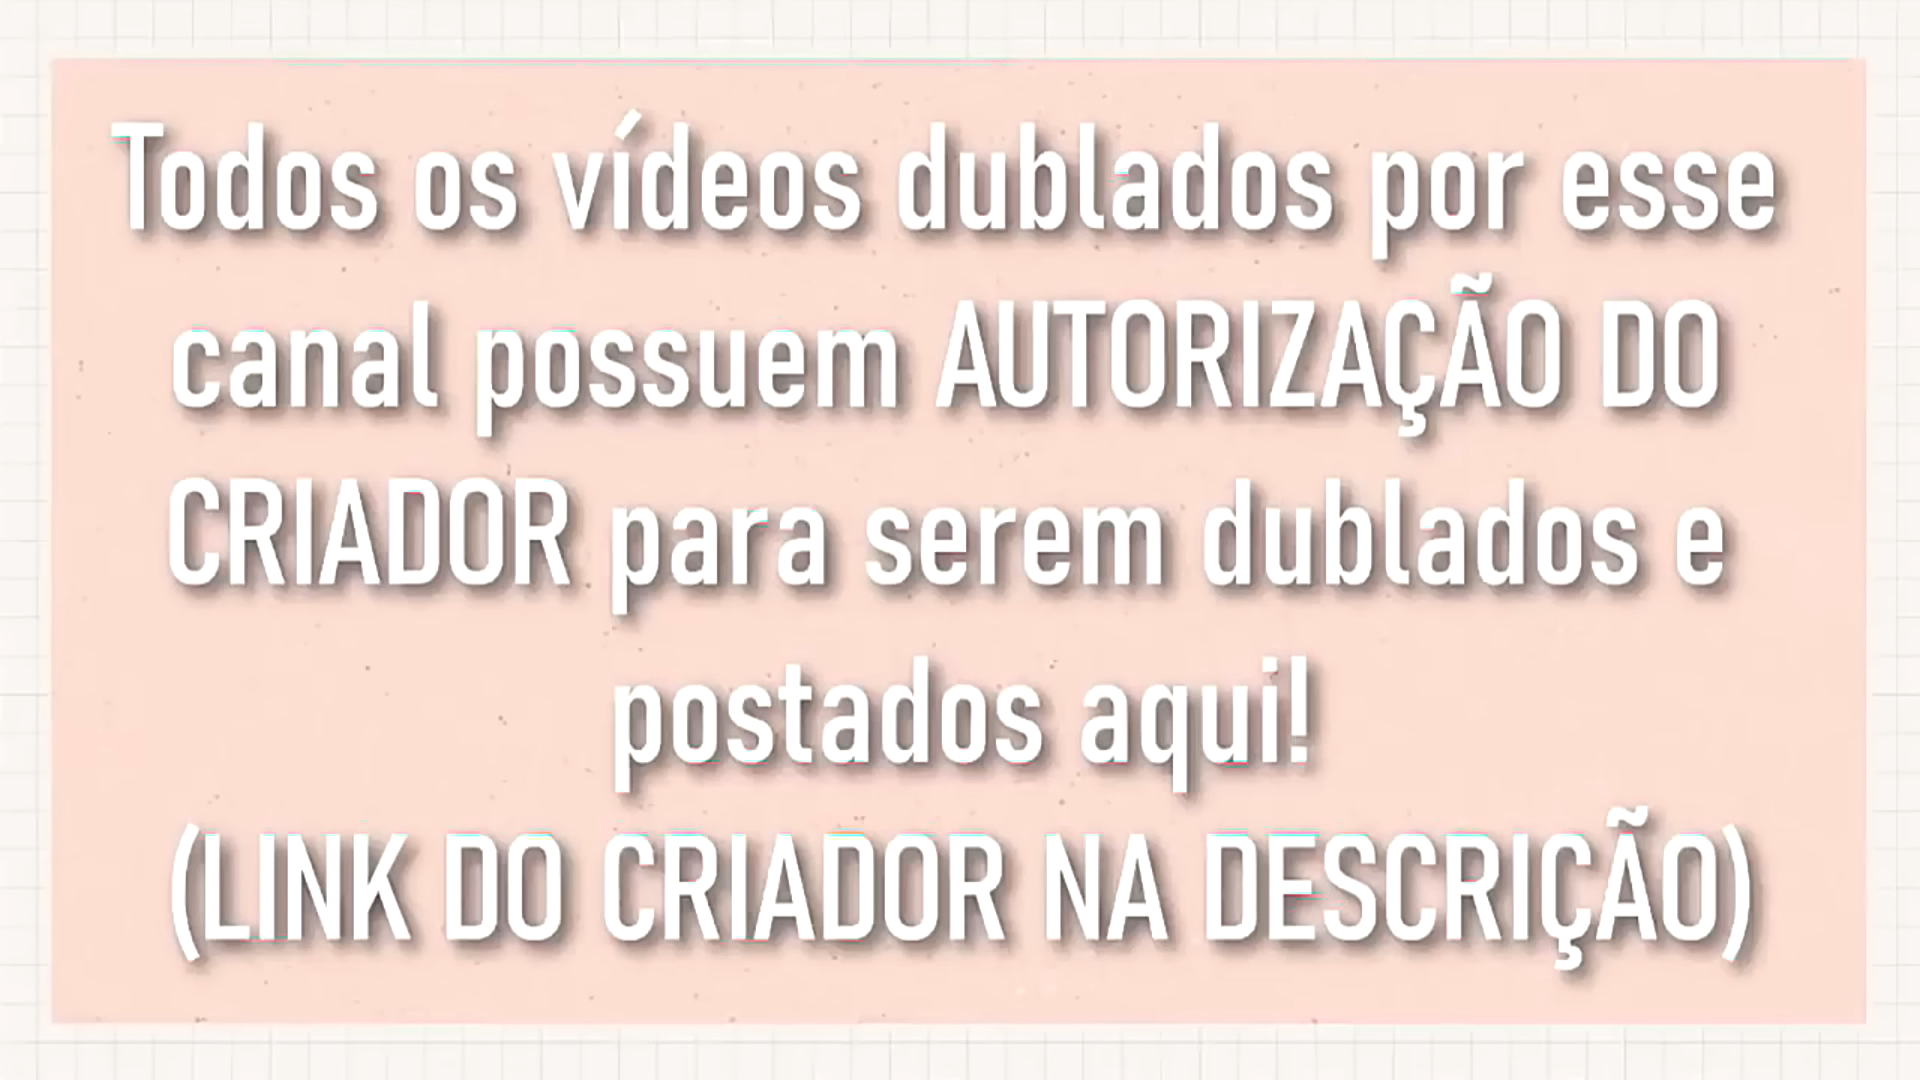 Todos os vídeos dublados por esse
canal possuem AUTORIZAÇÃO DO
CRIADOR para serem dublados e
postados aqui!
(LINK DO CRIADOR NA DESCRIÇÃO)